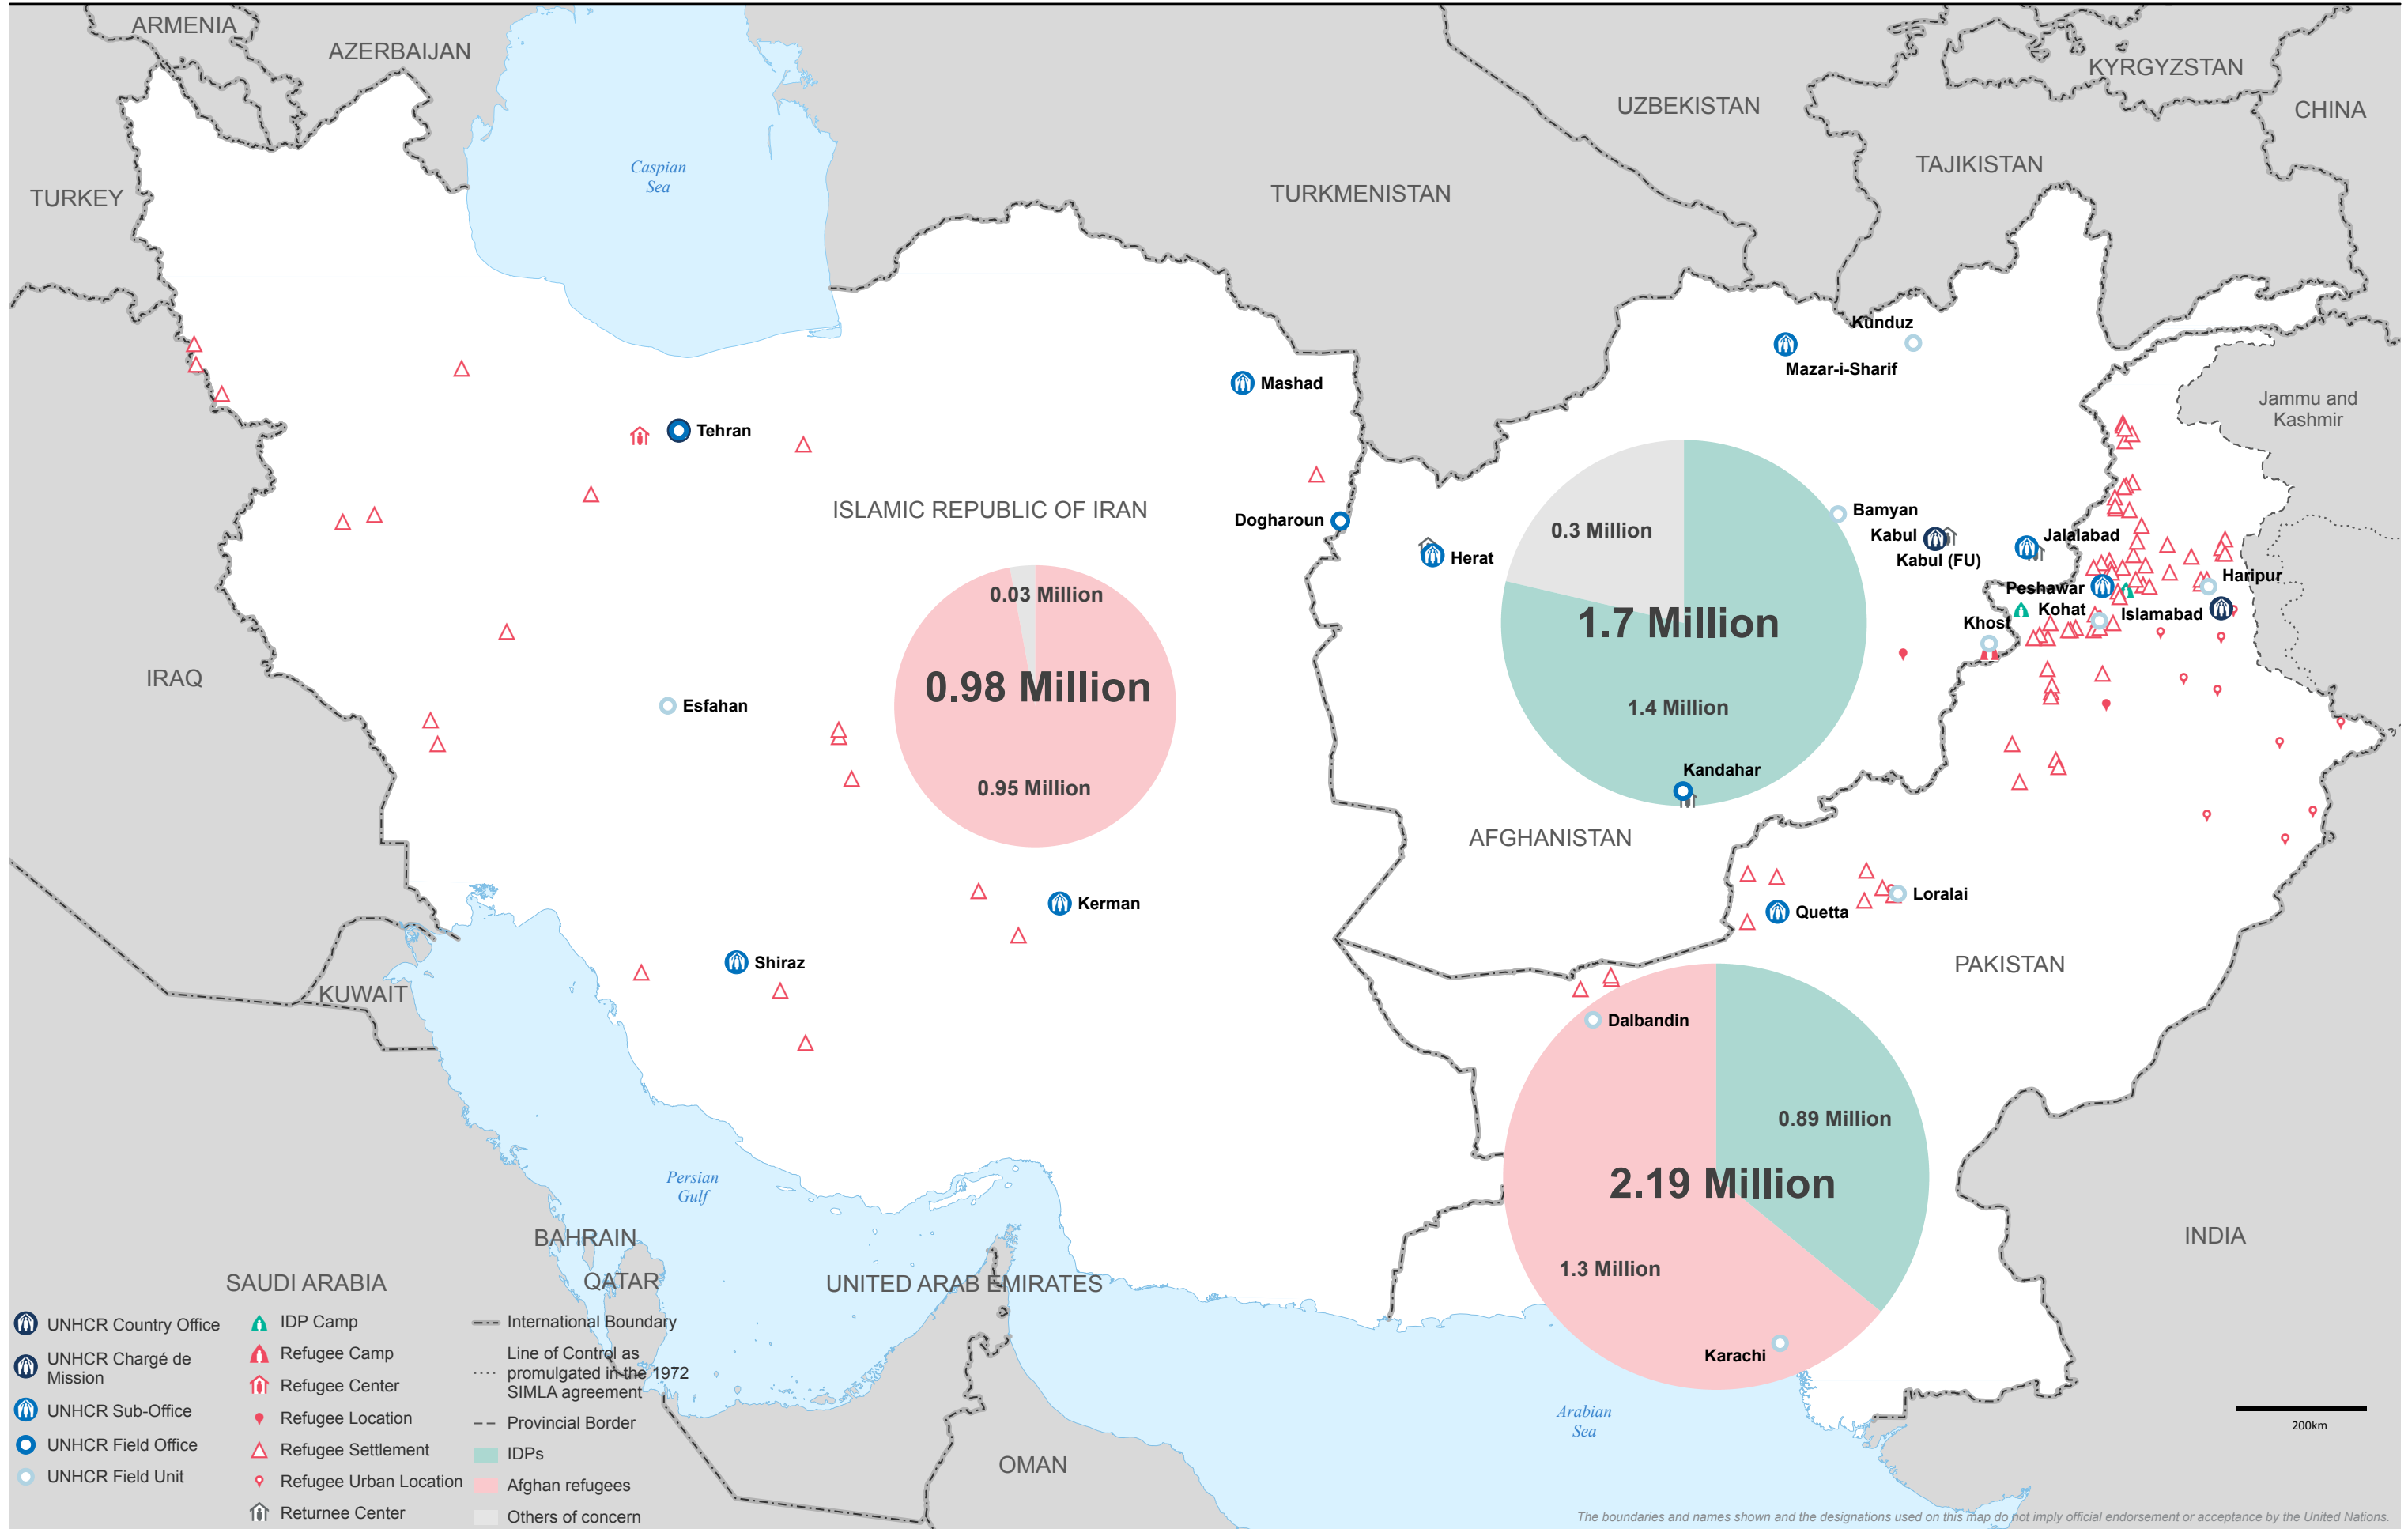 ARMENIA
AZERBAIJAN
KYRGYZSTAN
UZBEKISTAN
CHINA
TAJIKISTAN
Caspian
Sea
TURKEY
TURKMENISTAN
Kunduz
Mazar-i-Sharif
Mashad
Jammu and
Kashmir
Tehran
ISLAMIC REPUBLIC OF IRAN
Dogharoun
Herat
0.3 Million
Bamyan
Kabul
Kabul (FU)
Jalalabad
Haripur
Peshawar
Kohat
Islamabad
Khost
0.03 Million
1.7 Million
IRAQ
0.98 Million
Esfahan
1.4 Million
Kandahar
0.95 Million
AFGHANISTAN
Kerman
Loralai
Quetta
Shiraz
PAKISTAN
KUWAIT
Dalbandin
0.89 Million
2.19 Million
Persian
Gulf
BAHRAIN
INDIA
1.3 Million
SAUDI ARABIA
QATAR
UNITED ARAB EMIRATES
Karachi
Arabian
Sea
OMAN
UNHCR Country Office
UNHCR Chargé de
Mission
UNHCR Sub-Office
UNHCR Field Office
UNHCR Field Unit
IDP Camp
Refugee Camp
Refugee Center
Refugee Location
Refugee Settlement
Refugee Urban Location
Returnee Center
International Boundary
Line of Control as
promulgated in the 1972
SIMLA agreement
Provincial Border
IDPs
Afghan refugees
Others of concern
200km
The boundaries and names shown and the designations used on this map do not imply official endorsement or acceptance by the United Nations.